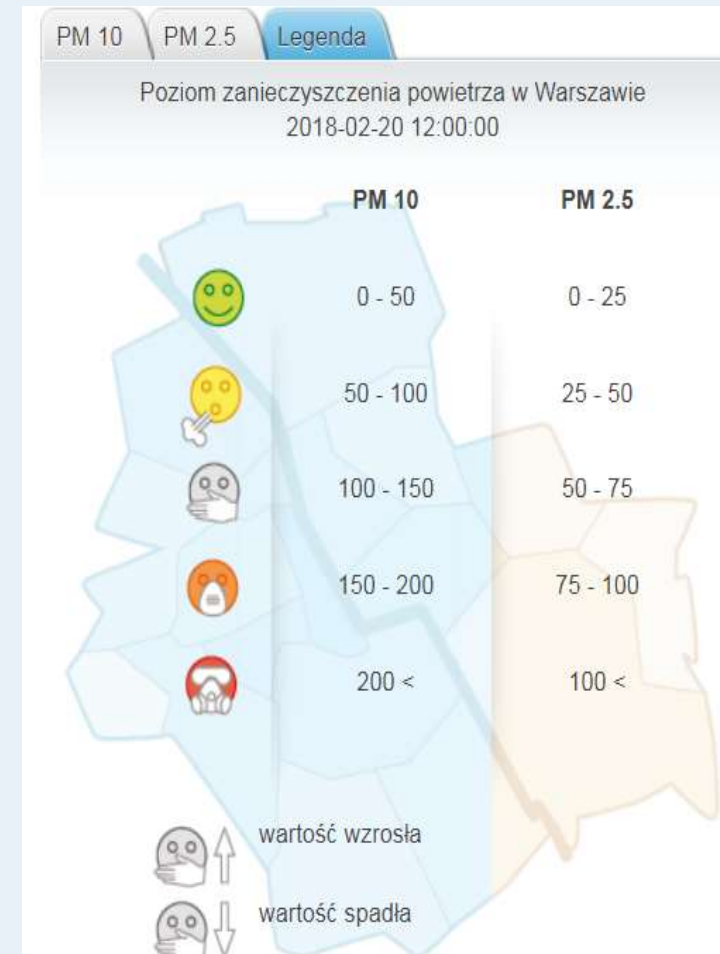 PM 10 PM 2.5 Legenda
Poziom zanieczyszczenia powietrza w Warszawie
2018-02-20 12:00:00
PM 10 PM 2.5
0 - 50 0 - 25
50 - 100 25 - 50
100 - 150 50 - 75
150 - 200 75 - 100
200 < 100 <
wartość wzrosła
wartość spadła